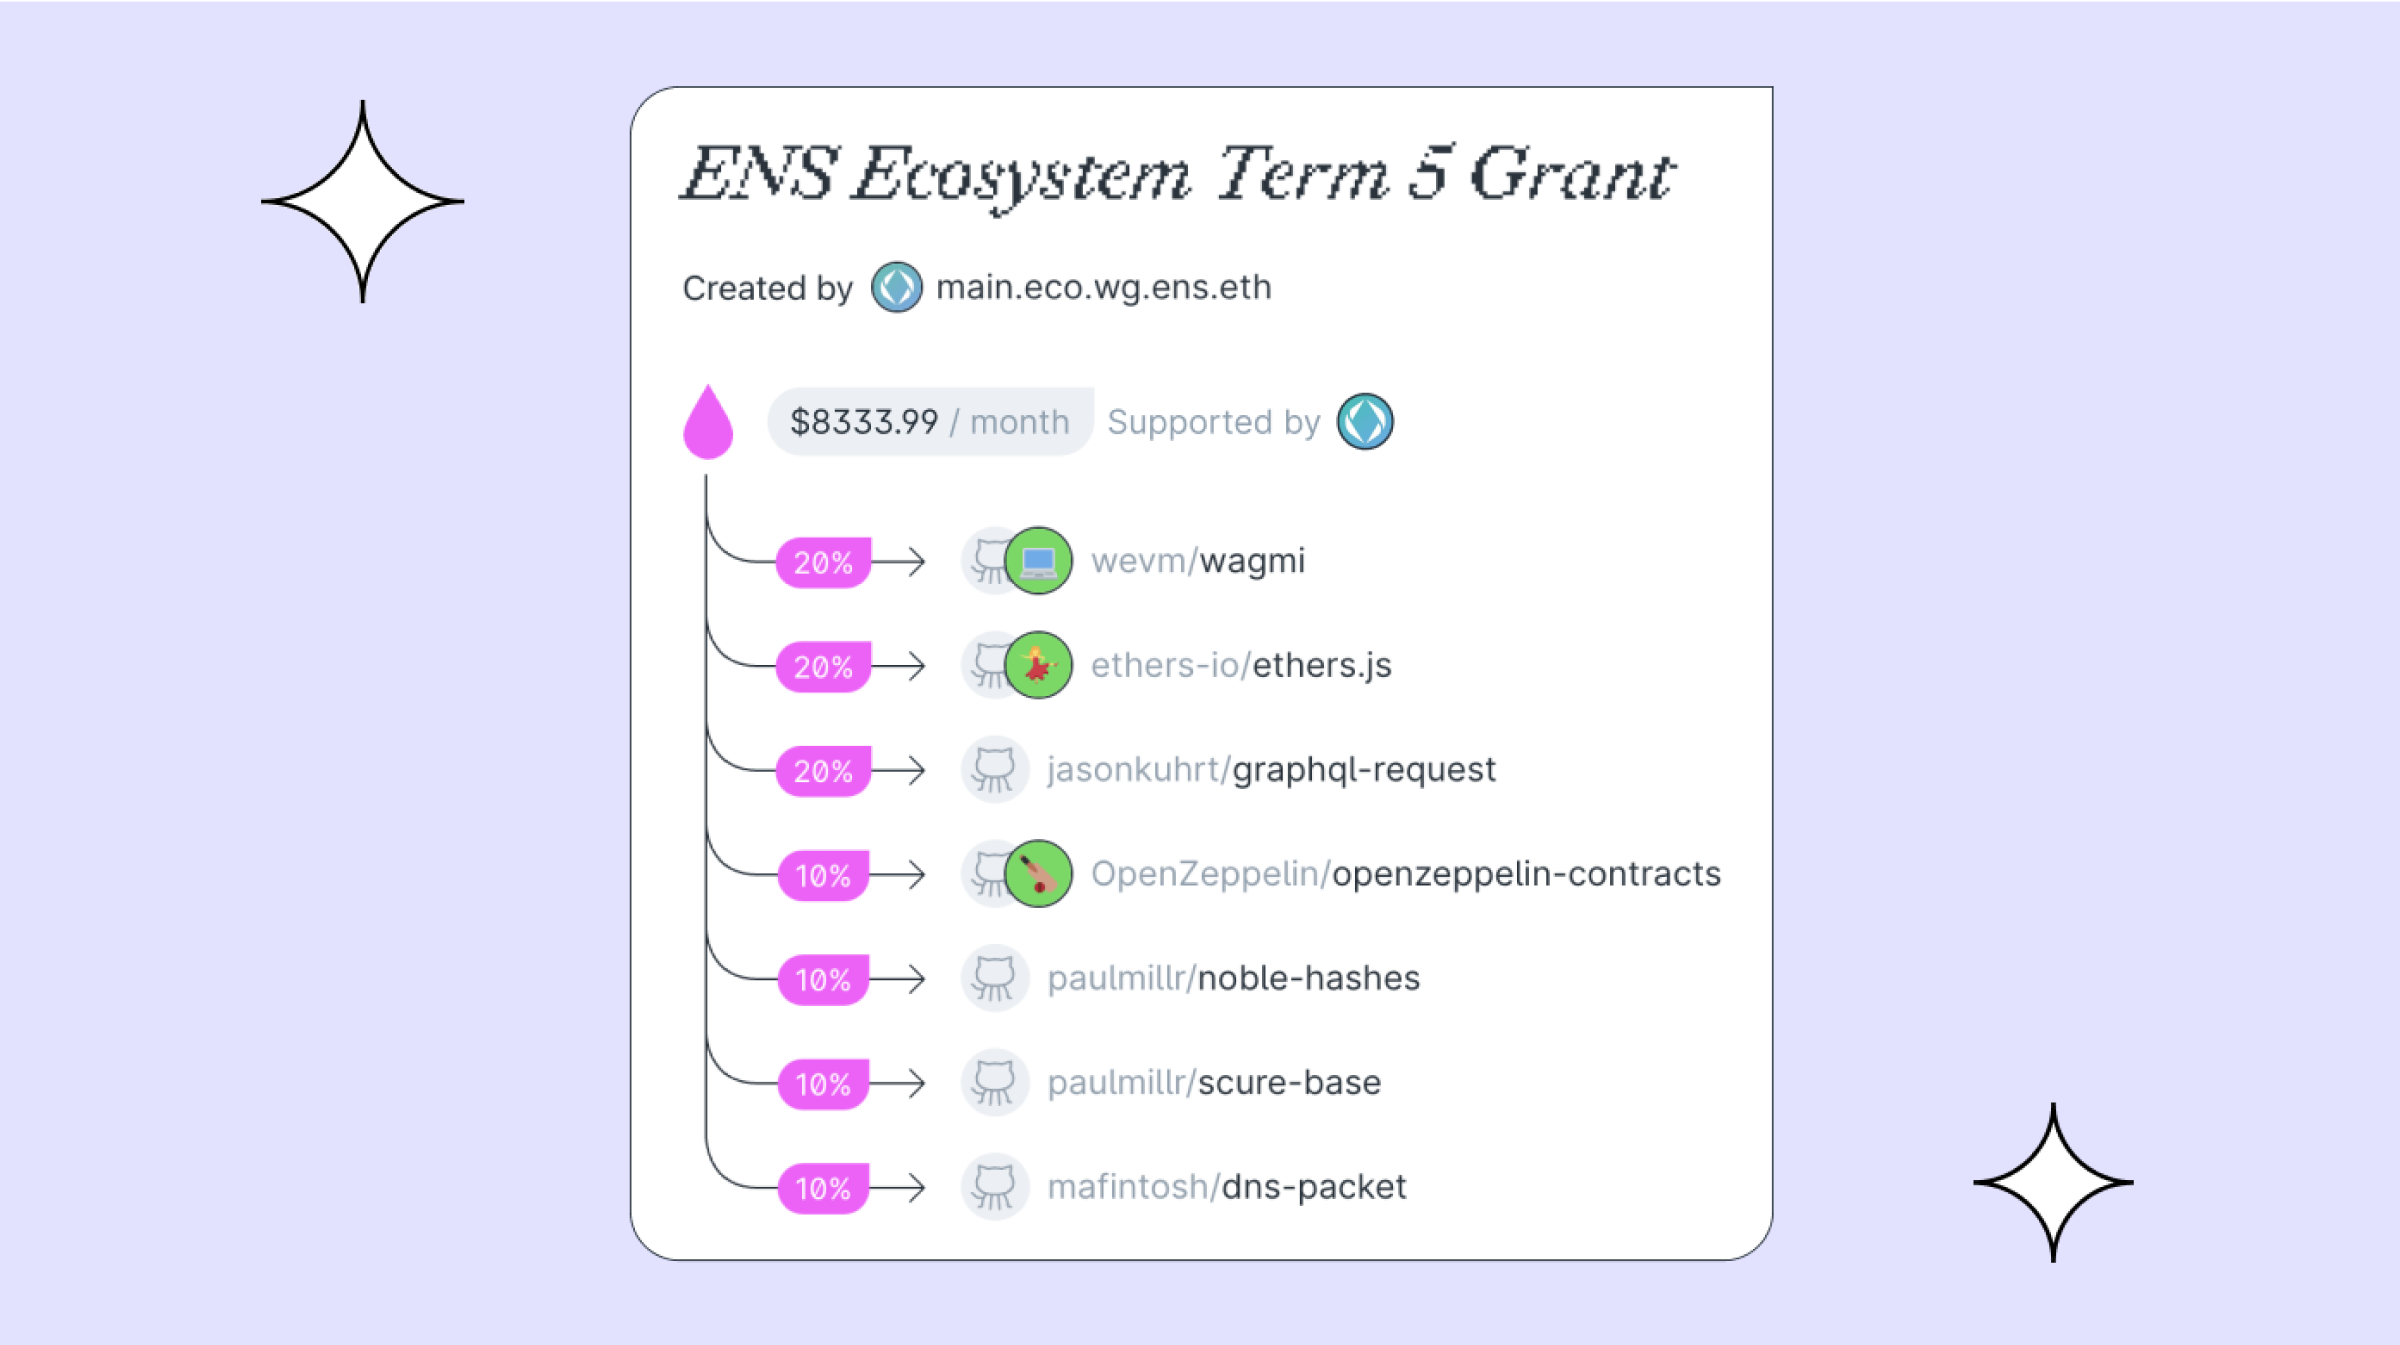 ENS Ecosystem Term 5 Grant
Created by main.eco.wg.ens.eth
$8333.99 / month Supported by
20% wevm/wagmi
20% ethers-io/ethers.js
20% jasonkuhrt/graphql-request
10% OpenZeppelin/openzeppelin-contracts
10% paulmillr/noble-hashes
10% paulmillr/scure-base
10% mafintosh/dns-packet